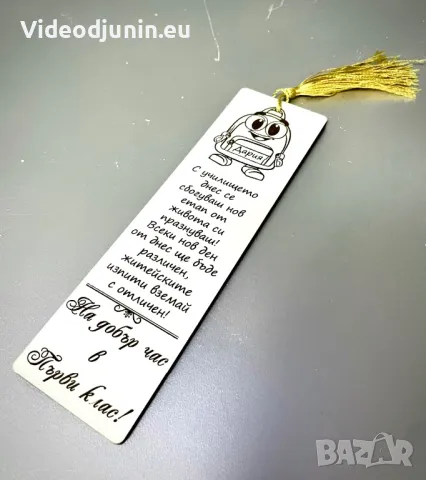 Videodjunin.eu
Дария
С училището
днес се
сбогуваш нов
етап от
живота си
празнуваш!
Всеки нов ден
от днес ще бъде
различен,
житейските
изпити вземай
с отличен!
На добър час
в
Първи клас!
BAZAR